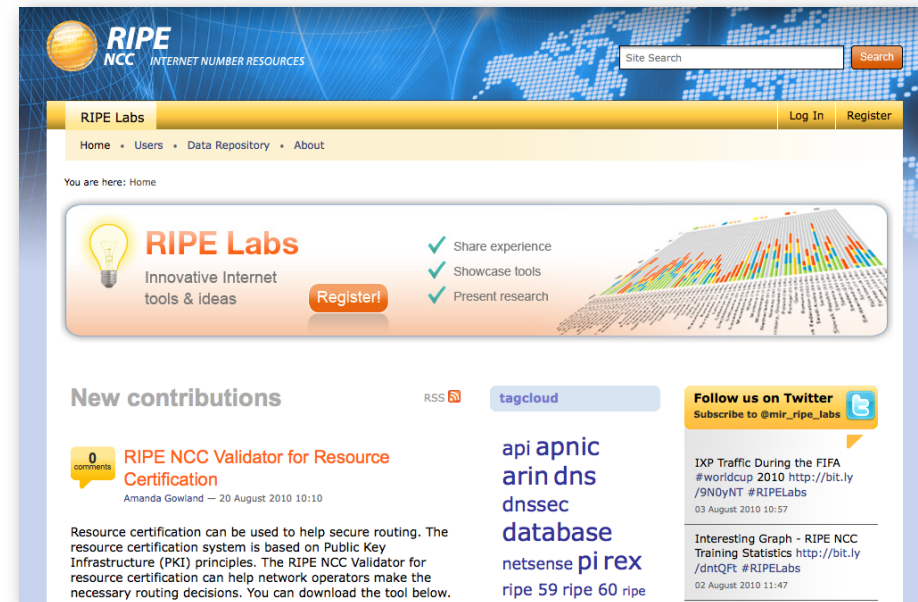 RIPE
NCC INTERNET NUMBER RESOURCES
Site Search
Search
RIPE Labs
Log In
Register
Home • Users • Data Repository • About
You are here: Home
RIPE Labs
Innovative Internet
tools & ideas
Register!
Share experience
Showcase tools
Present research
New contributions
RSS
0
comments
RIPE NCC Validator for Resource
Certification
Amanda Gowland — 20 August 2010 10:10
Resource certification can be used to help secure routing. The
resource certification system is based on Public Key
Infrastructure (PKI) principles. The RIPE NCC Validator for
resource certification can help network operators make the
necessary routing decisions. You can download the tool below.
tagcloud
api apnic
arin dns
dnssec
database
netsense pi rex
ripe 59 ripe 60 ripe
Follow us on Twitter
Subscribe to @mir_ripe_labs
IXP Traffic During the FIFA
#worldcup 2010 http://bit.ly
/9N0yNT #RIPELabs
03 August 2010 10:57
Interesting Graph - RIPE NCC
Training Statistics http://bit.ly
/dntQFt #RIPELabs
02 August 2010 11:47